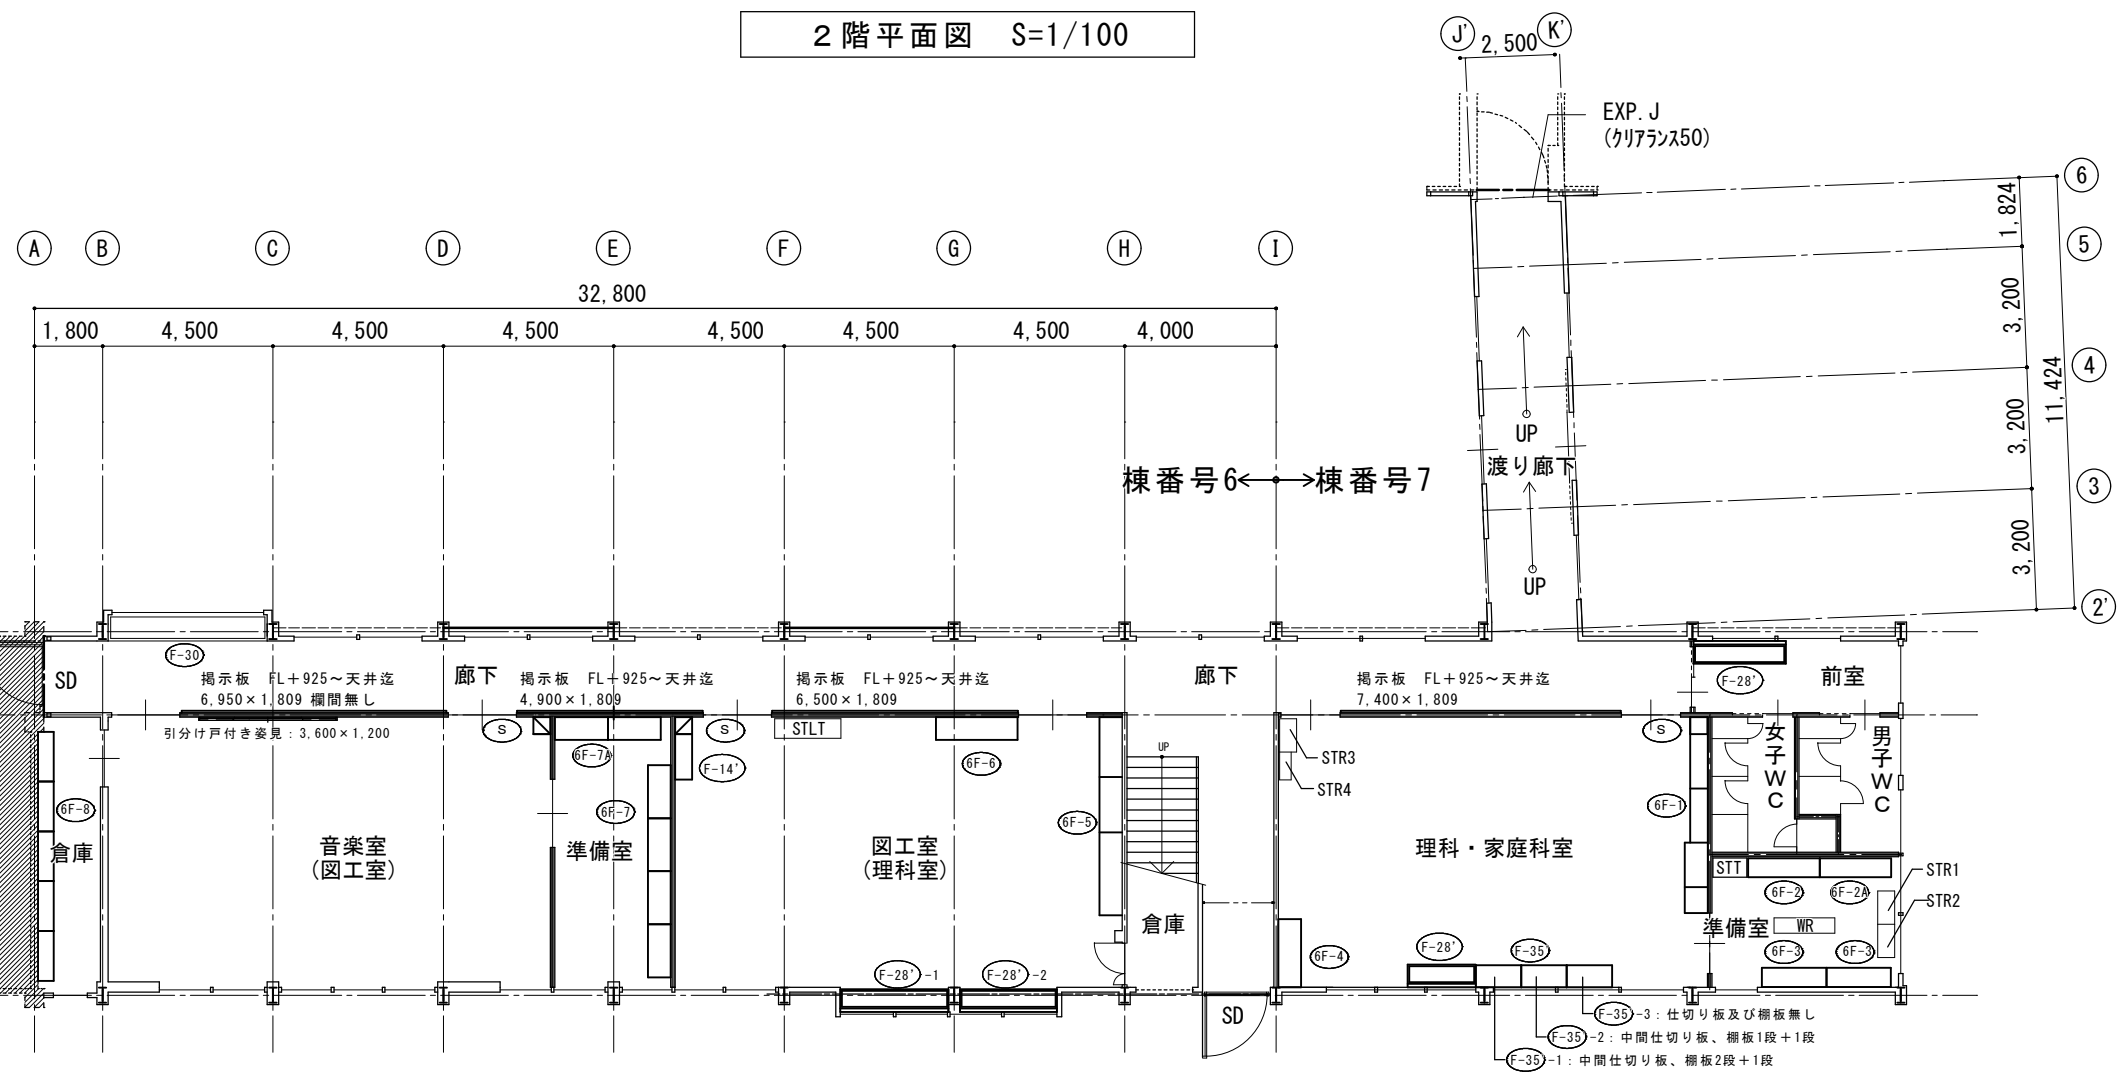 ２階平面図　S=1/100
J'
2,500
K'
EXP.J
(ｸﾘｱﾗﾝｽ50)
6
1,824
5
3,200
4
11,424
3,200
3
3,200
2'
A
B
C
D
E
F
G
H
I
32,800
1,800
4,500
4,500
4,500
4,500
4,500
4,500
4,000
棟番号6
棟番号7
UP
渡り廊下
UP
F-30
SD
掲示板　FL＋925～天井迄
6,950×1,809 欄間無し
廊下
掲示板　FL＋925～天井迄
4,900×1,809
掲示板　FL＋925～天井迄
6,500×1,809
廊下
掲示板　FL＋925～天井迄
7,400×1,809
F-28'
前室
引分け戸付き姿見：3,600×1,200
S
6F-7A
S
F-14'
STLT
6F-6
UP
STR3
STR4
S
女子WC
男子WC
6F-8
倉庫
音楽室
(図工室)
6F-7
準備室
図工室
(理科室)
6F-5
倉庫
理科・家庭科室
6F-1
STT
6F-2
6F-2A
STR1
STR2
準備室
WR
6F-3
6F-3
F-28'-1
F-28'-2
6F-4
F-28'
F-35
SD
F-35-3：仕切り板及び棚板無し
F-35-2：中間仕切り板、棚板1段＋1段
F-35-1：中間仕切り板、棚板2段＋1段